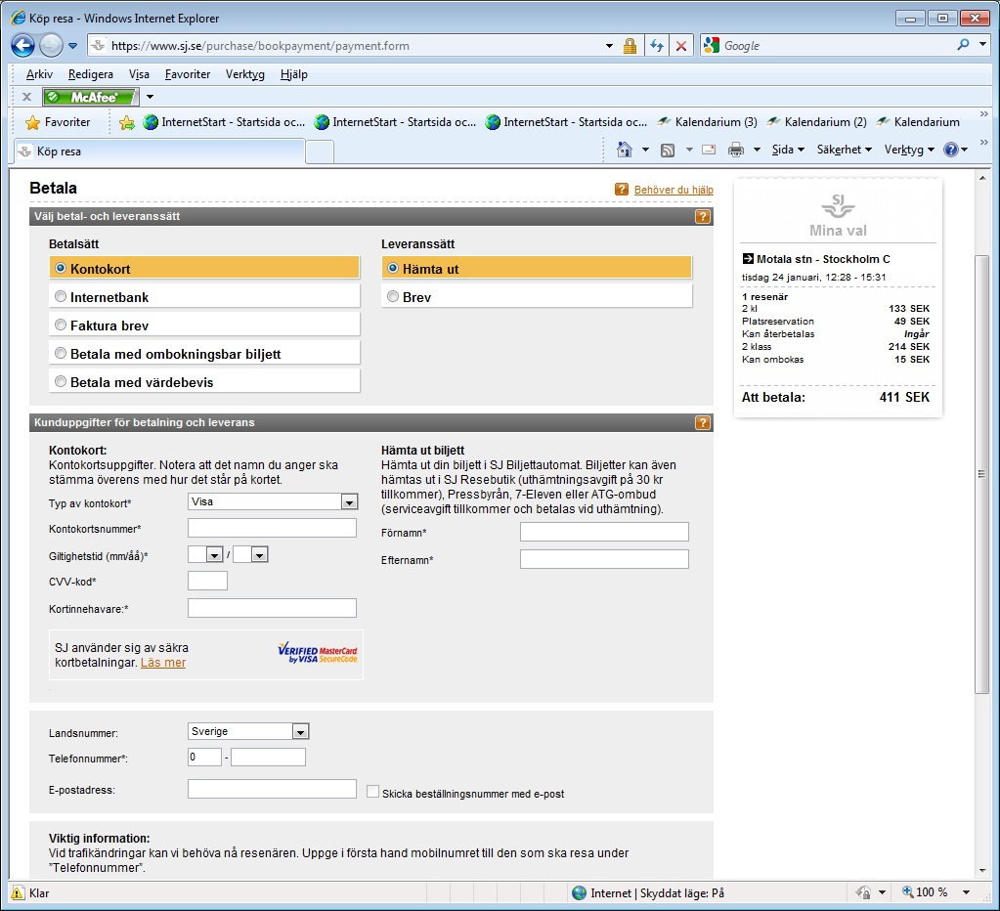 Köp resa - Windows Internet Explorer
https://www.sj.se/purchase/bookpayment/payment.form
Google
Arkiv Redigera Visa Favoriter Verktyg Hjälp
x McAfee
Favoriter InternetStart - Startsida oc... InternetStart - Startsida oc... InternetStart - Startsida oc... Kalendarium (3) Kalendarium (2) Kalendarium »
Köp resa Sida Säkerhet Verktyg »
Betala
? Behöver du hjälp
Välj betal- och leveranssätt ?
Betalsätt
Kontokort
Internetbank
Faktura brev
Betala med ombokningsbar biljett
Betala med värdebevis
Leveranssätt
Hämta ut
Brev
Kunduppgifter för betalning och leverans ?
Kontokort:
Kontokortsuppgifter. Notera att det namn du anger ska
stämma överens med hur det står på kortet.
Typ av kontokort* Visa
Kontokortsnummer*
Giltighetstid (mm/åå)* /
CVV-kod*
Kortinnehavare:*
SJ använder sig av säkra
kortbetalningar. Läs mer
VERIFIED by VISA
MasterCard SecureCode
Hämta ut biljett
Hämta ut din biljett i SJ Biljettautomat. Biljetter kan även
hämtas ut i SJ Resebutik (uthämtningsavgift på 30 kr
tillkommer), Pressbyrån, 7-Eleven eller ATG-ombud
(serviceavgift tillkommer och betalas vid uthämtning).
Förnamn*
Efternamn*
Landsnummer: Sverige
Telefonnummer*: 0 -
E-postadress: Skicka beställningsnummer med e-post
Viktig information:
Vid trafikändringar kan vi behöva nå resenären. Uppge i första hand mobilnumret till den som ska resa under
"Telefonnummer".
SJ
Mina val
Motala stn - Stockholm C
tisdag 24 januari, 12:28 - 15:31
1 resenär
2 kl 133 SEK
Platsreservation 49 SEK
Kan återbetalas Ingår
2 klass 214 SEK
Kan ombokas 15 SEK
Att betala: 411 SEK
Klar Internet | Skyddat läge: På 100 %